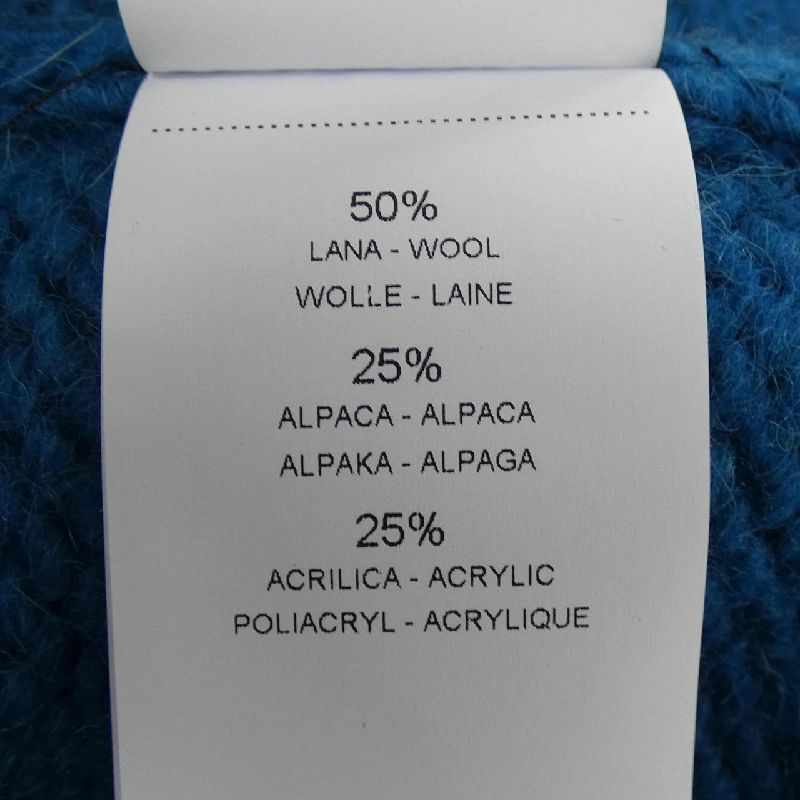 50%
LANA - WOOL
WOLLE - LAINE
25%
ALPACA - ALPACA
ALPAKA - ALPAGA
25%
ACRILICA - ACRYLIC
POLIACRYL - ACRYLIQUE